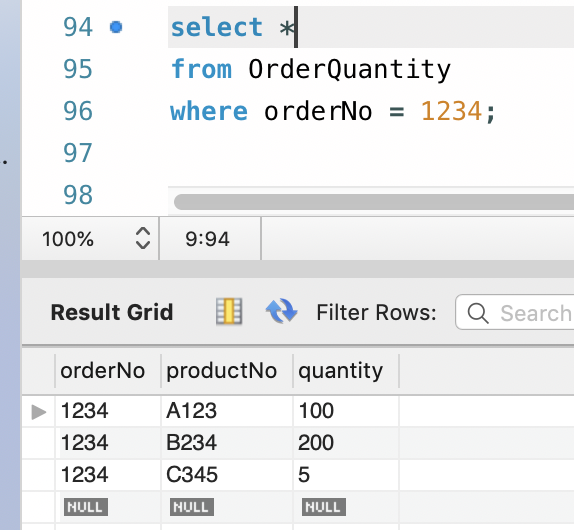 94 select *
95 from OrderQuantity
96 where orderNo = 1234;
97
98
.
100% 9:94
Result Grid Filter Rows: Search
orderNo productNo quantity
1234 A123 100
1234 B234 200
1234 C345 5
NULL NULL NULL